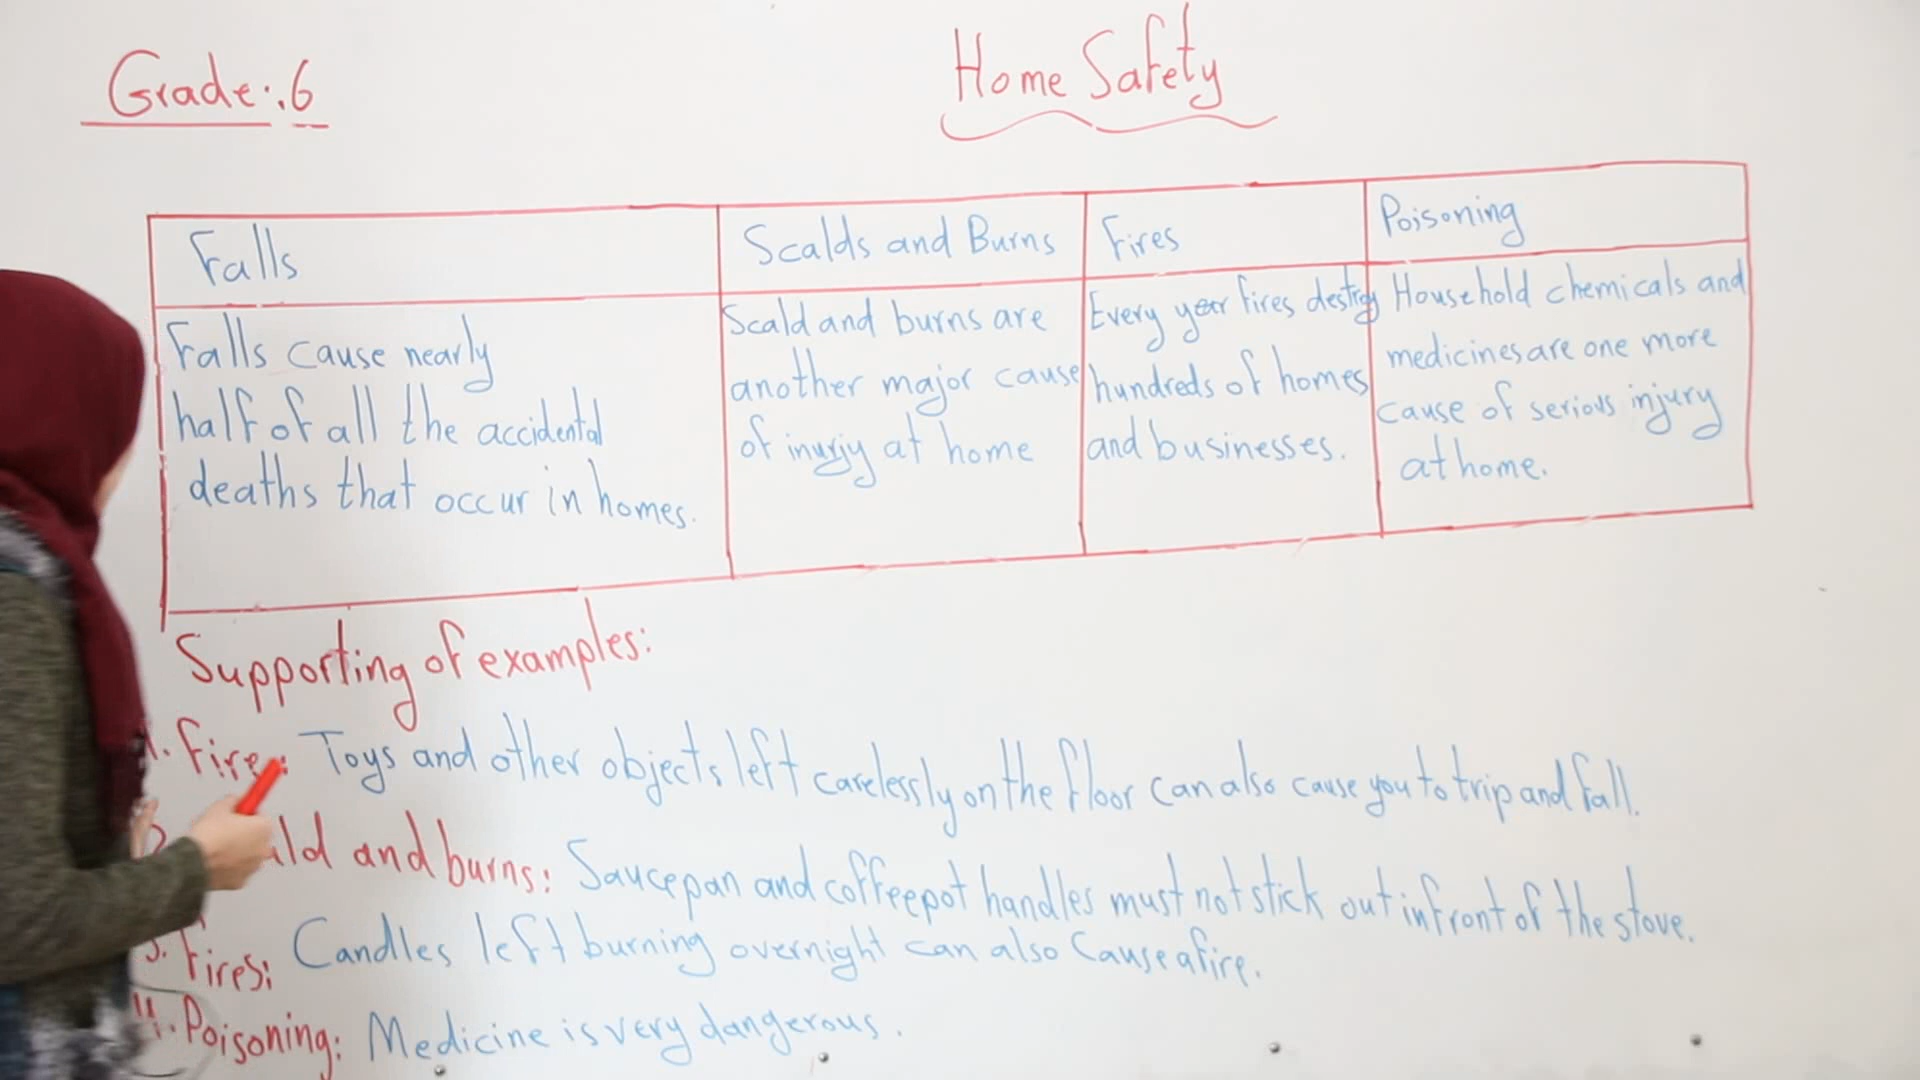 Grade:.6
Home Safety
Falls
Scalds and Burns
Fires
Poisoning
Falls cause nearly
half of all the accidental
deaths that occur in homes.
Scald and burns are
another major cause
of inuriy at home
Every year fires destroy
hundreds of homes
and businesses.
Household chemicals and
medicines are one more
cause of serious injury
at home.
Supporting of examples:
1. Fire: Toys and other objects left carelessly on the floor can also cause you to trip and fall.
2. ald and burns: Saucepan and coffeepot handles must not stick out infront of the stove.
3. Fires: Candles left burning overnight can also Cause a fire.
4. Poisoning: Medicine is very dangerous.